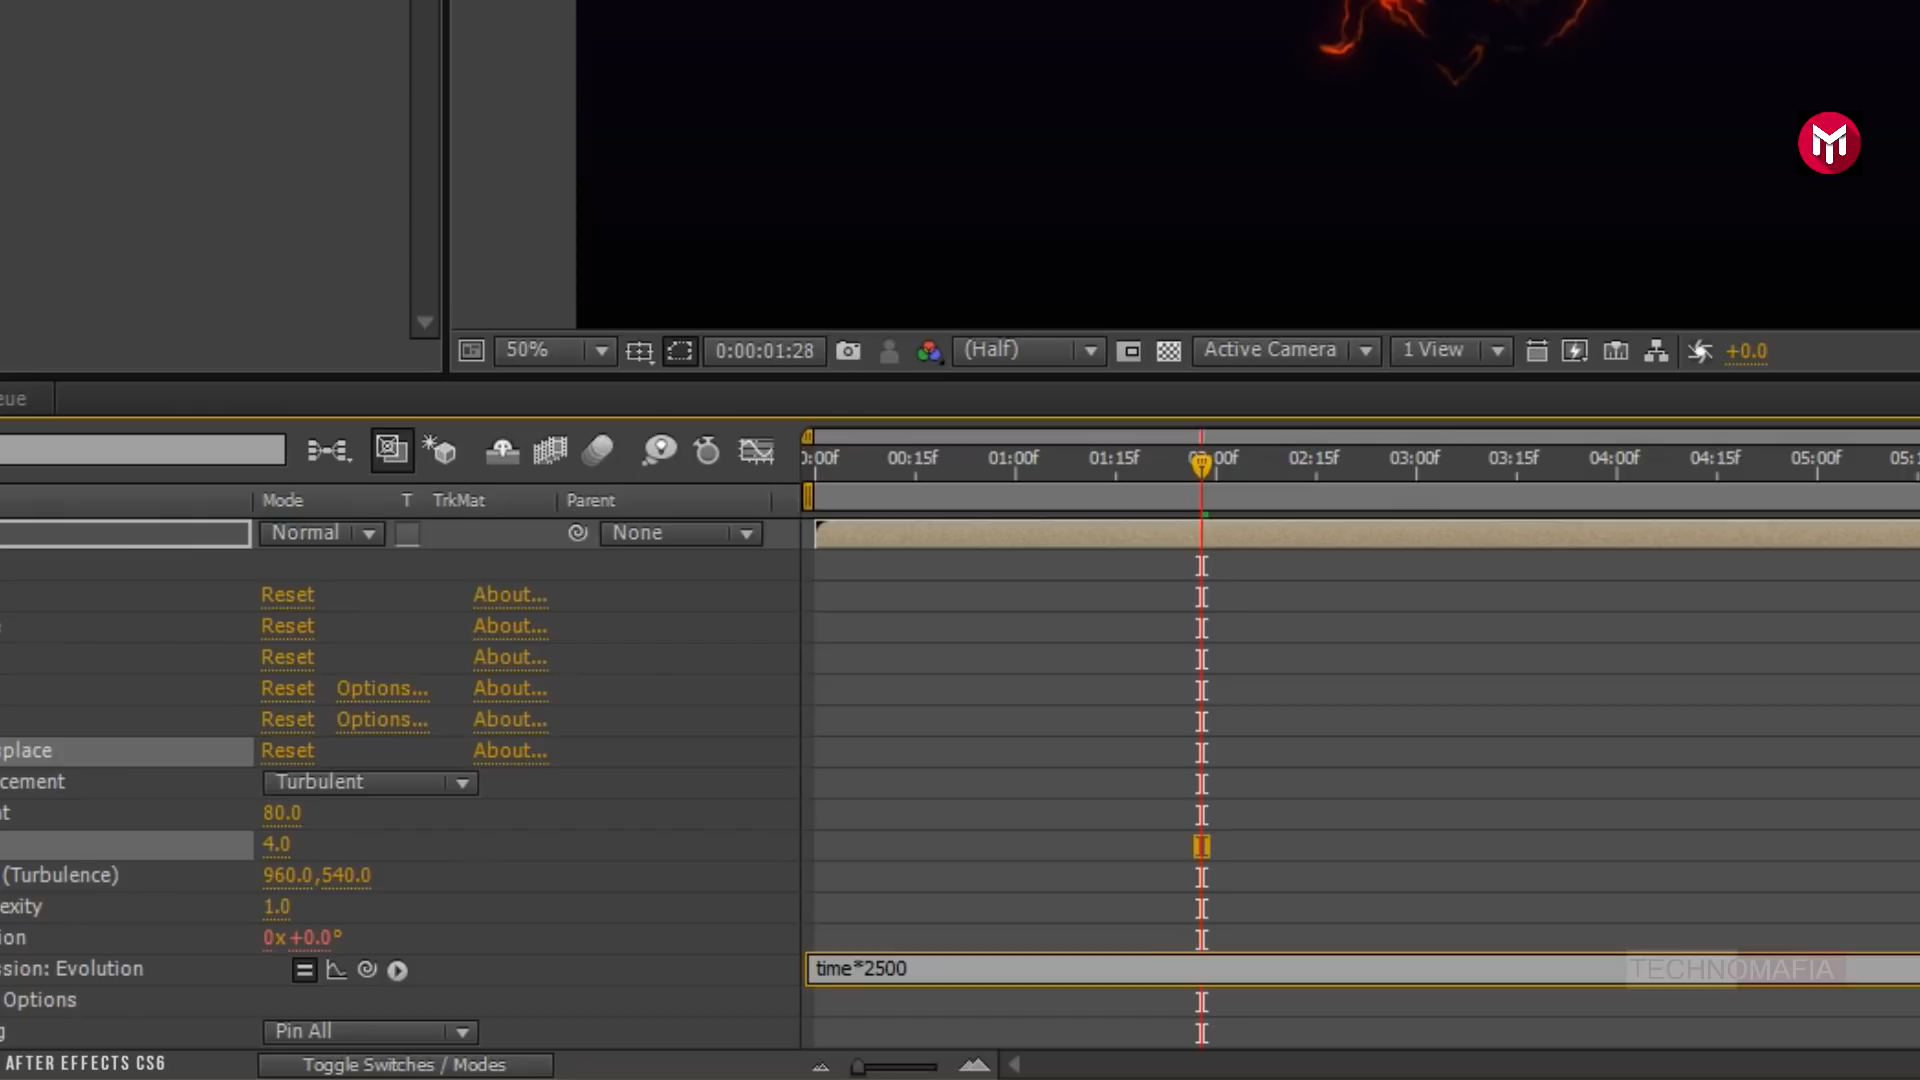 50%
0:00:01:28
(Half)
Active Camera
1 View
+0.0
eue
0:00f 00:15f 01:00f 01:15f 02:00f 02:15f 03:00f 03:15f 04:00f 04:15f 05:00f 05:1
Mode T TrkMat Parent
Normal None
Reset About...
Reset About...
Reset About...
Reset Options... About...
Reset Options... About...
place Reset About...
cement Turbulent
t 80.0
4.0
(Turbulence) 960.0,540.0
exity 1.0
ion 0x+0.0°
sion: Evolution time*2500
TECHNOMAFIA
Options
g Pin All
AFTER EFFECTS CS6 Toggle Switches / Modes